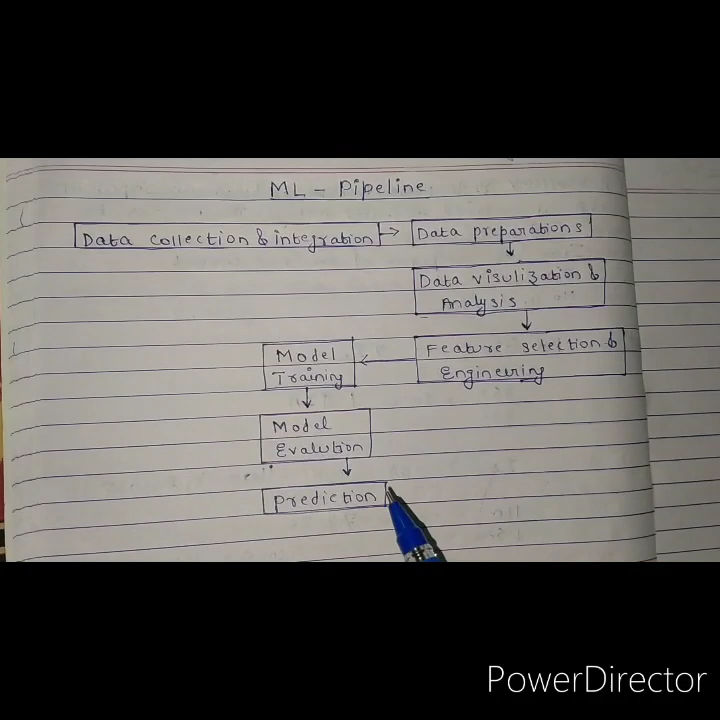 ML - Pipeline
Data collection & integration
Data preparations
Data visulization &
Analysis
Feature selection &
Engineering
Model
Training
Model
Evalution
prediction
PowerDirector